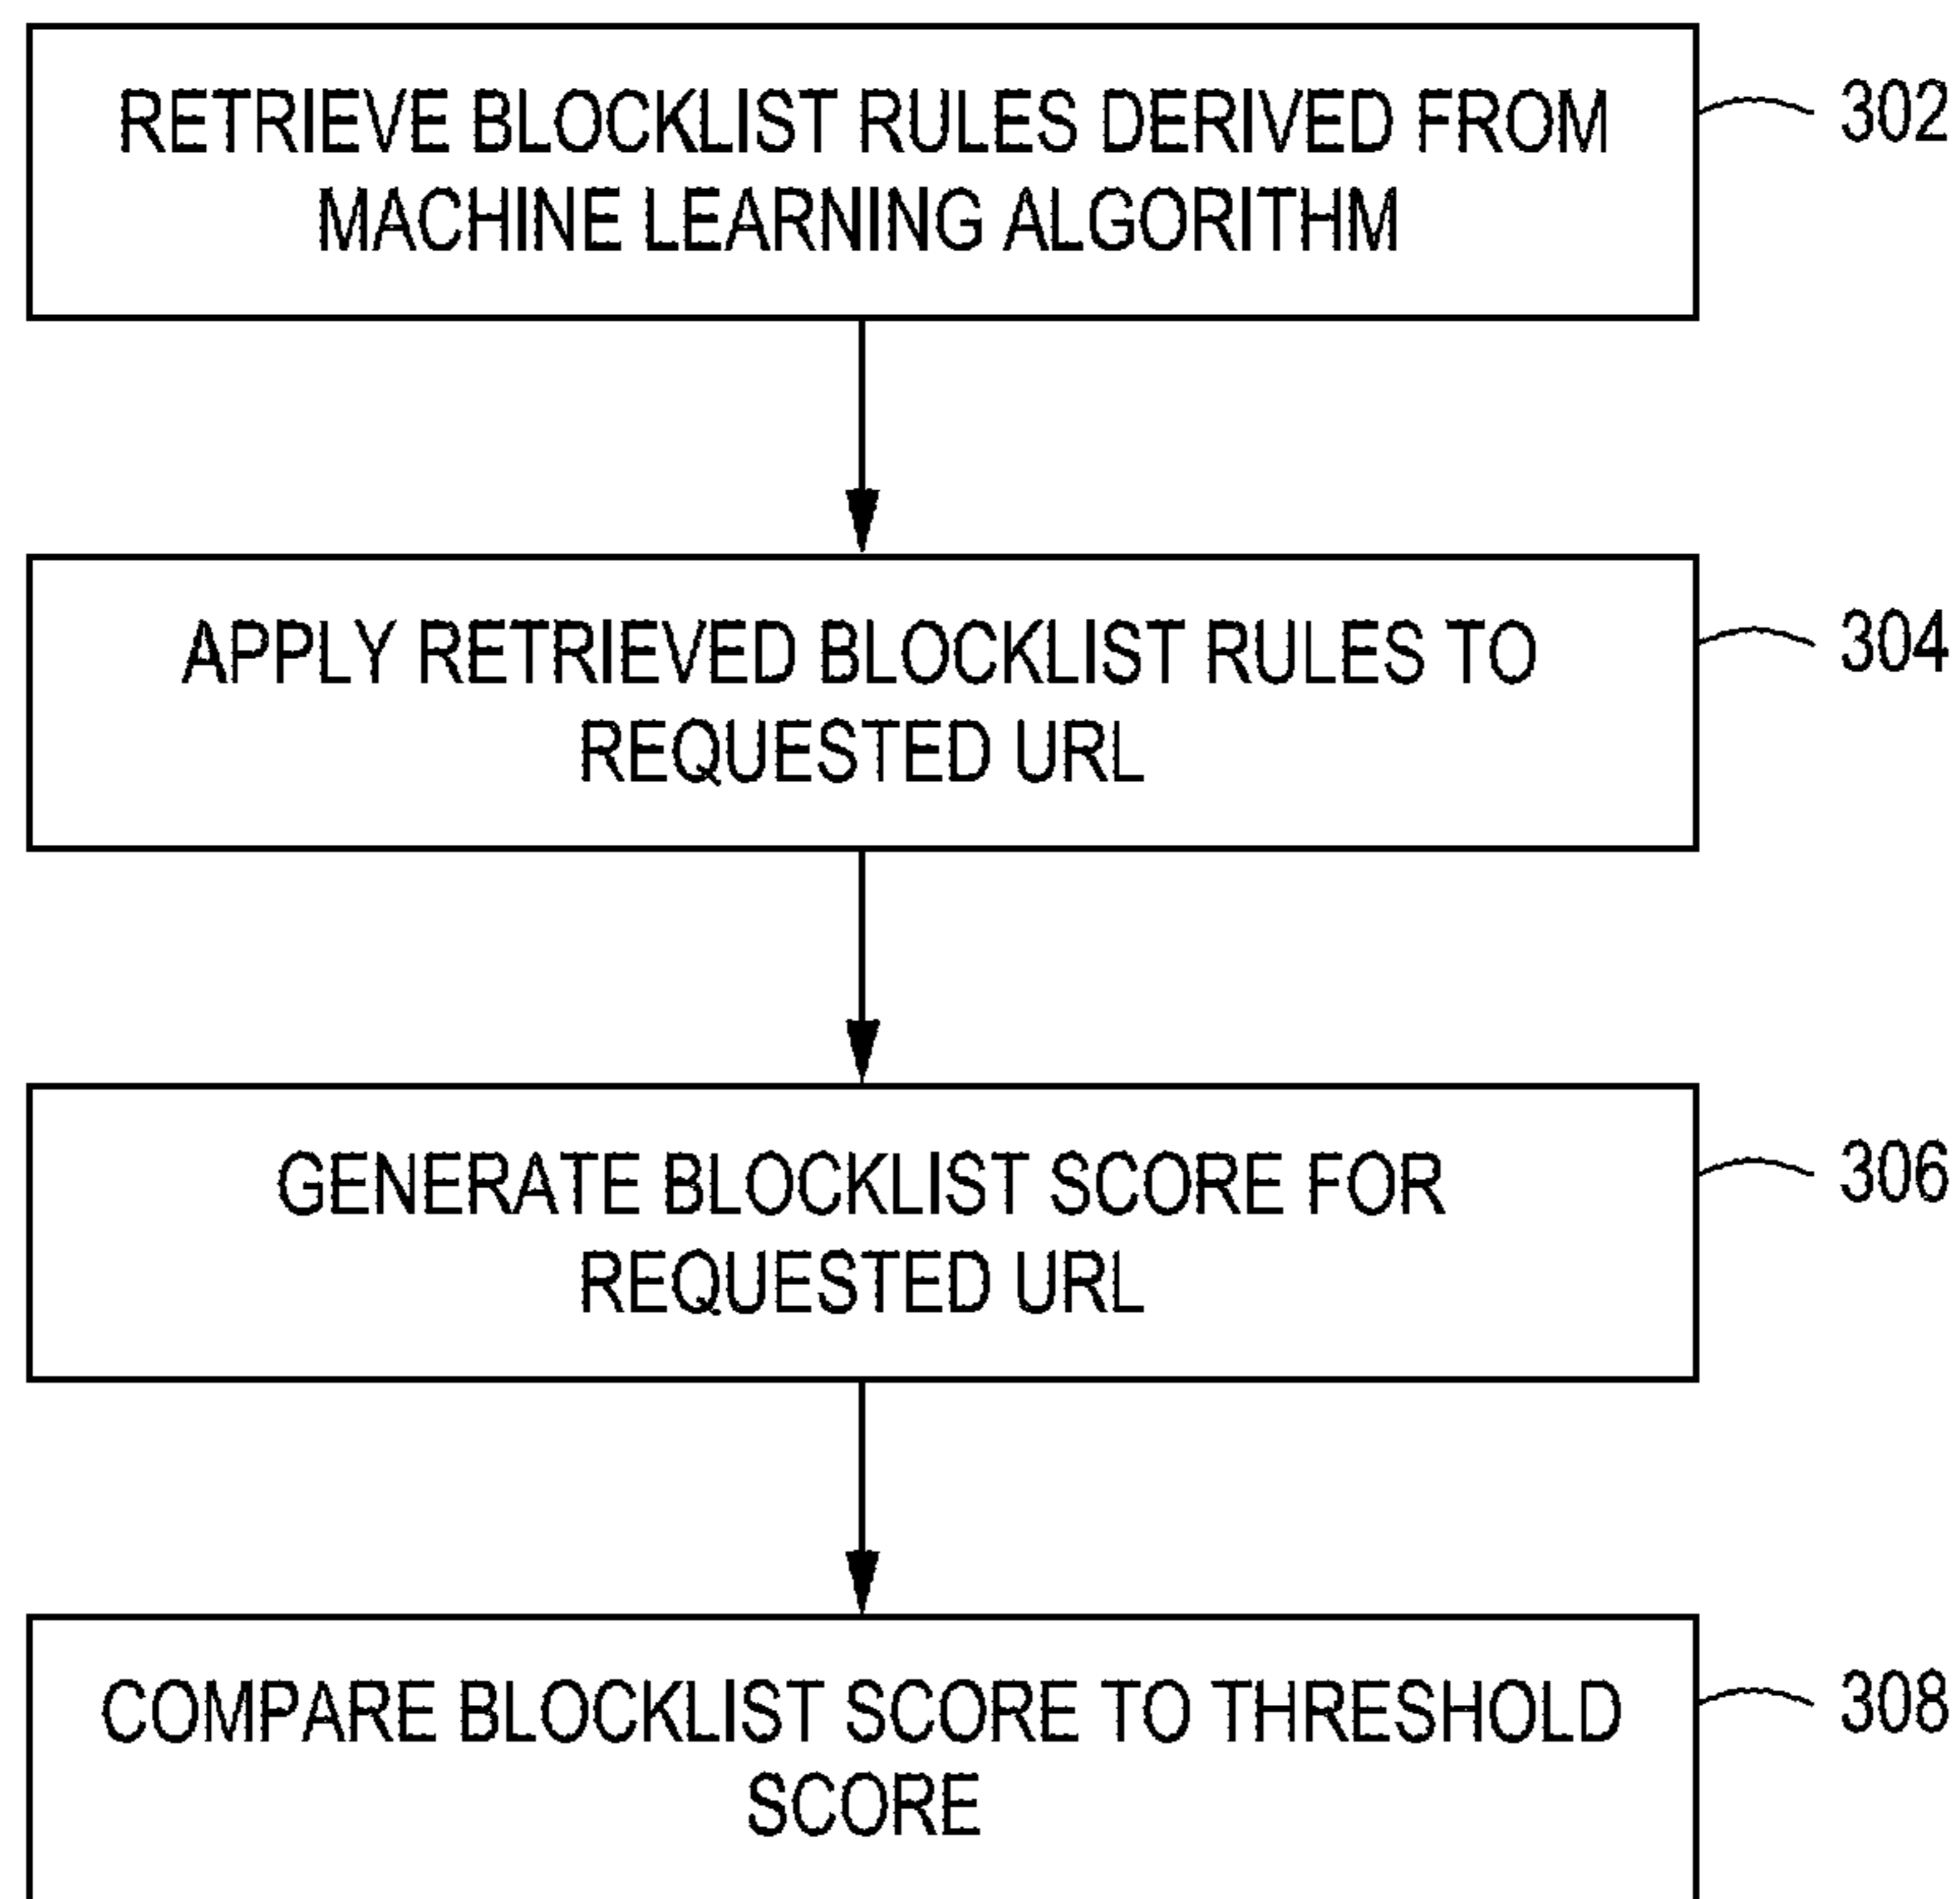 RETRIEVE BLOCKLIST RULES DERIVED FROM
MACHINE LEARNING ALGORITHM
302
APPLY RETRIEVED BLOCKLIST RULES TO
REQUESTED URL
304
GENERATE BLOCKLIST SCORE FOR
REQUESTED URL
306
COMPARE BLOCKLIST SCORE TO THRESHOLD
SCORE
308